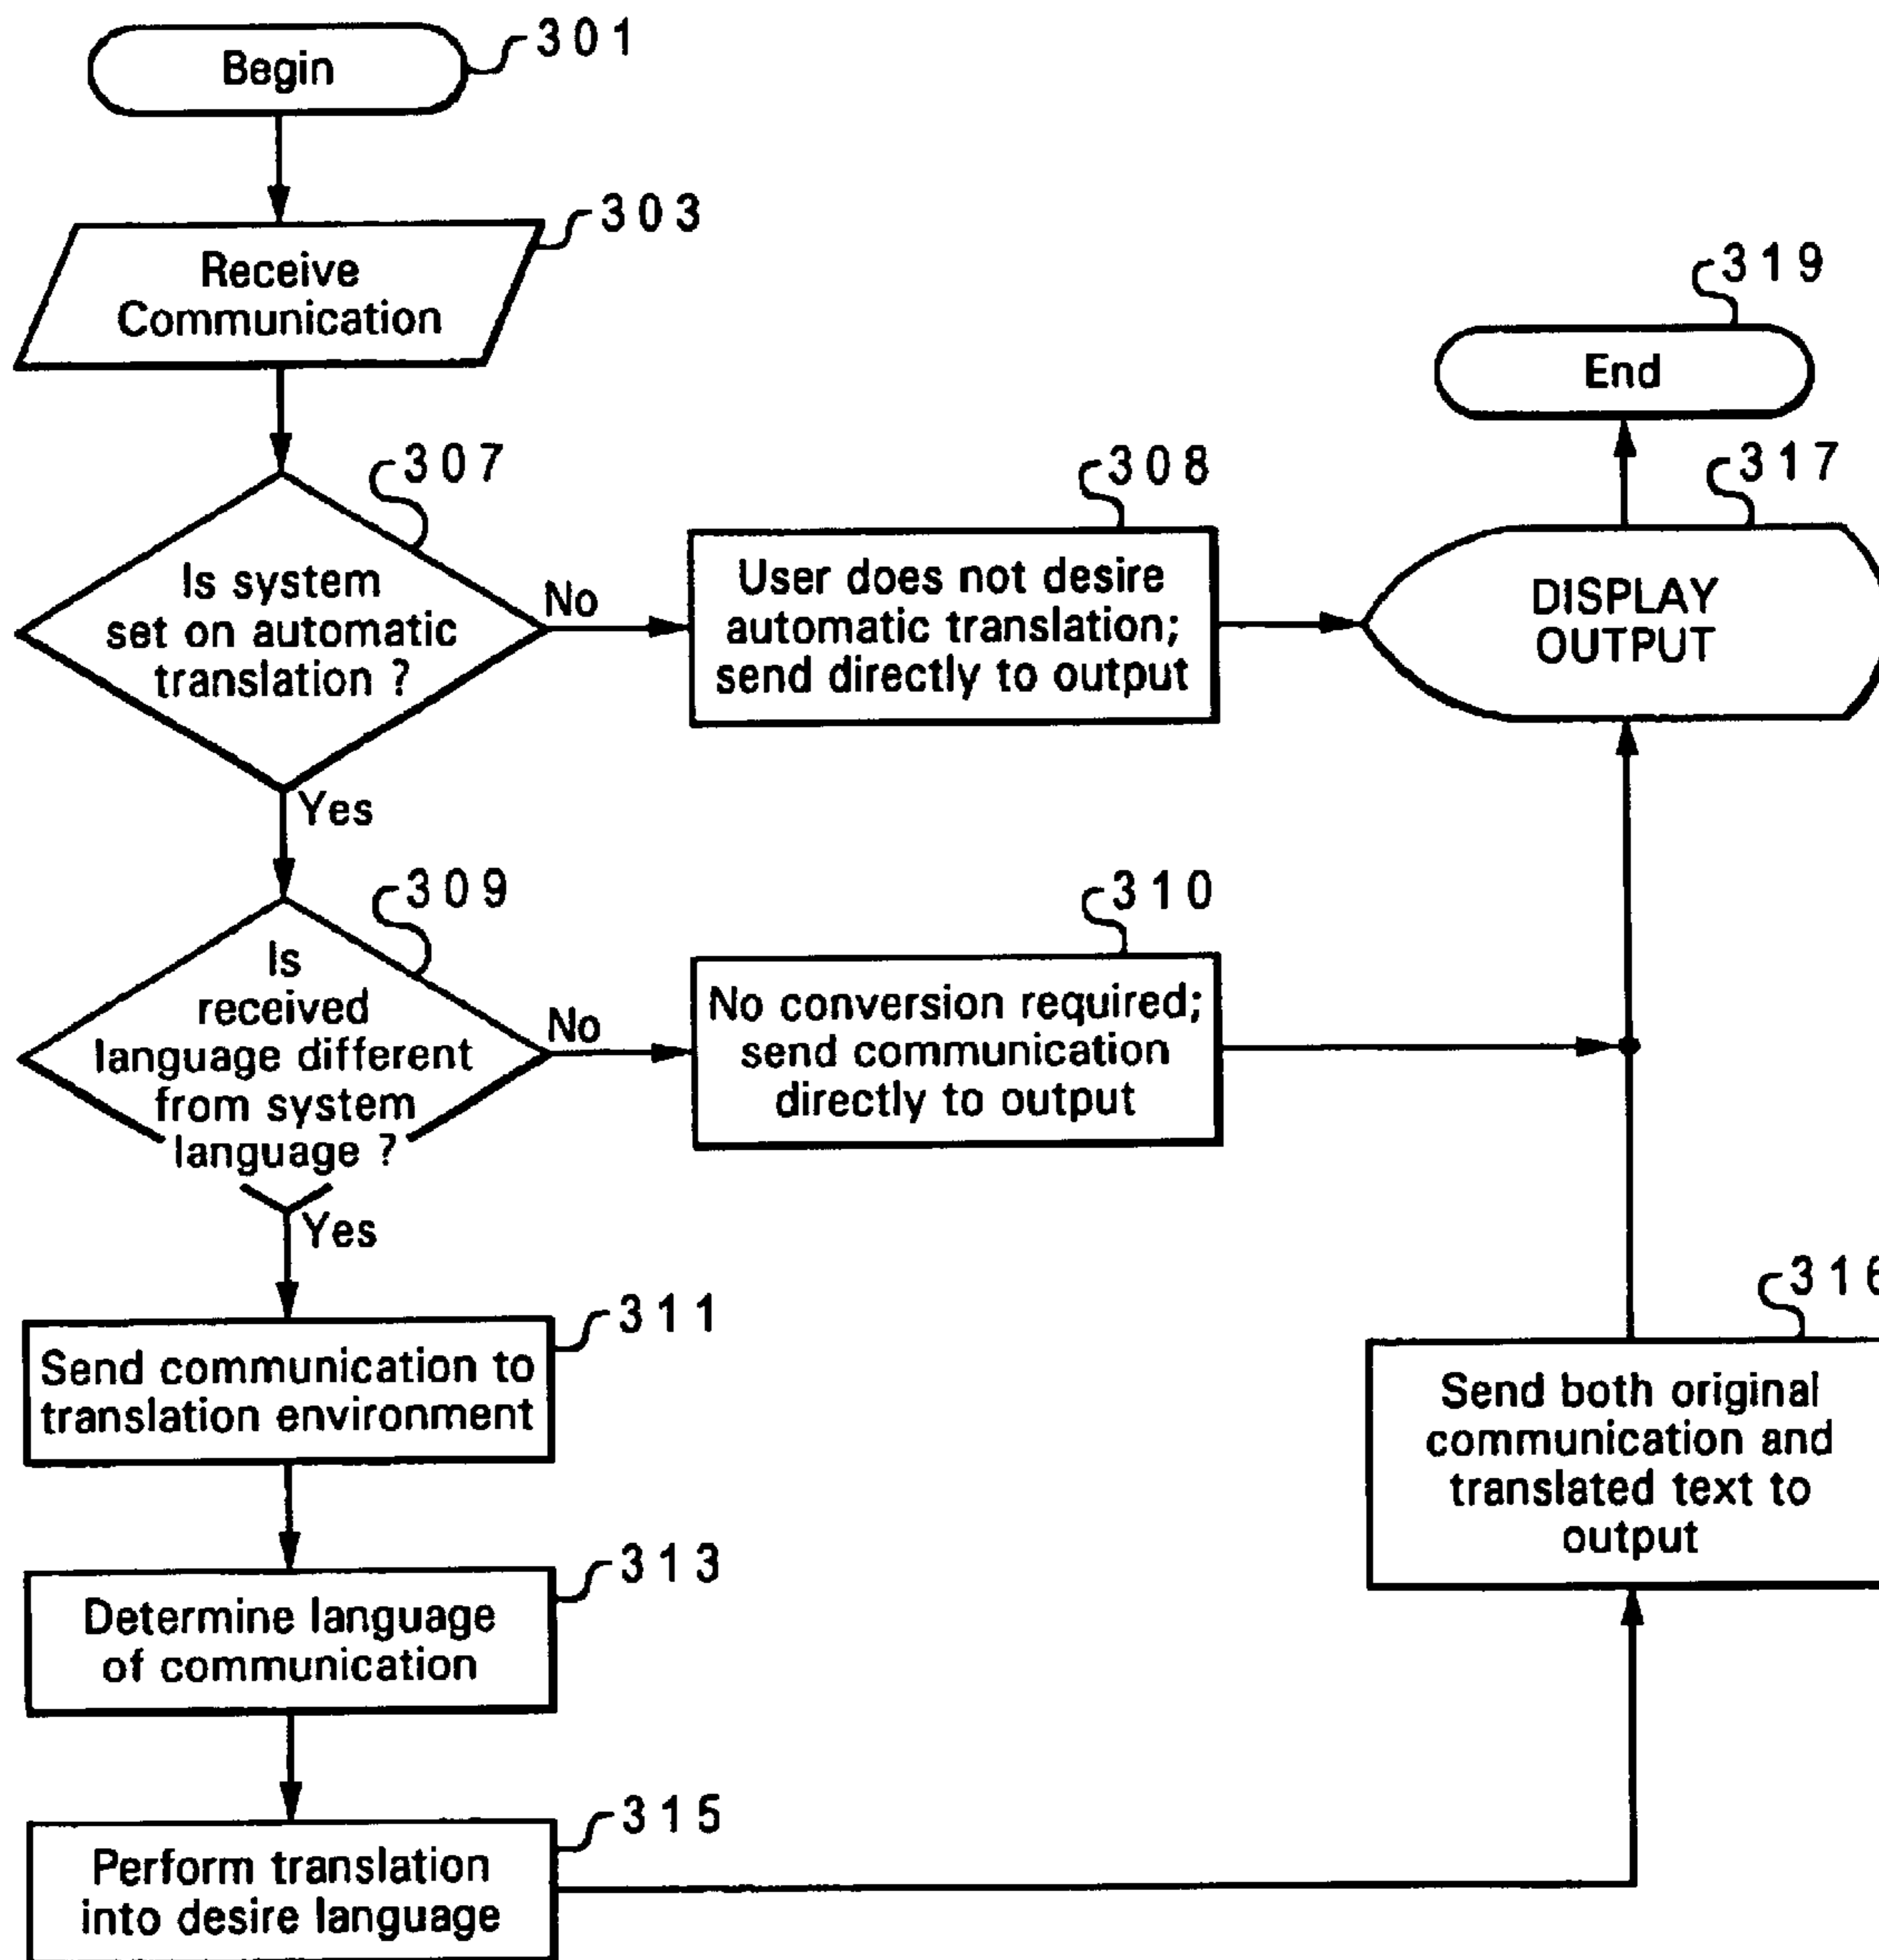 Begin
301
Receive
Communication
303
Is system
set on automatic
translation ?
307
No
Yes
User does not desire
automatic translation;
send directly to output
308
DISPLAY
OUTPUT
317
End
319
Is
received
language different
from system
language ?
309
No
Yes
No conversion required;
send communication
directly to output
310
Send communication to
translation environment
311
Determine language
of communication
313
Perform translation
into desire language
315
Send both original
communication and
translated text to
output
316